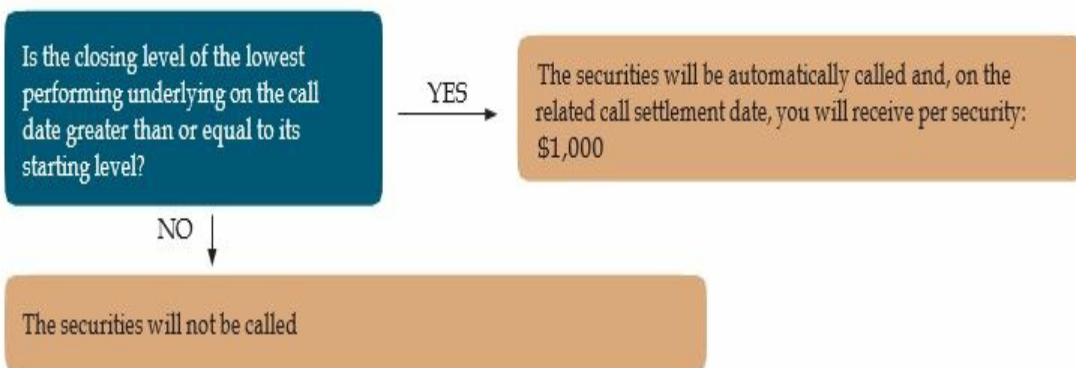 Is the closing level of the lowest
performing underlying on the call
date greater than or equal to its
starting level?
YES
The securities will be automatically called and, on the
related call settlement date, you will receive per security:
$1,000
NO
The securities will not be called